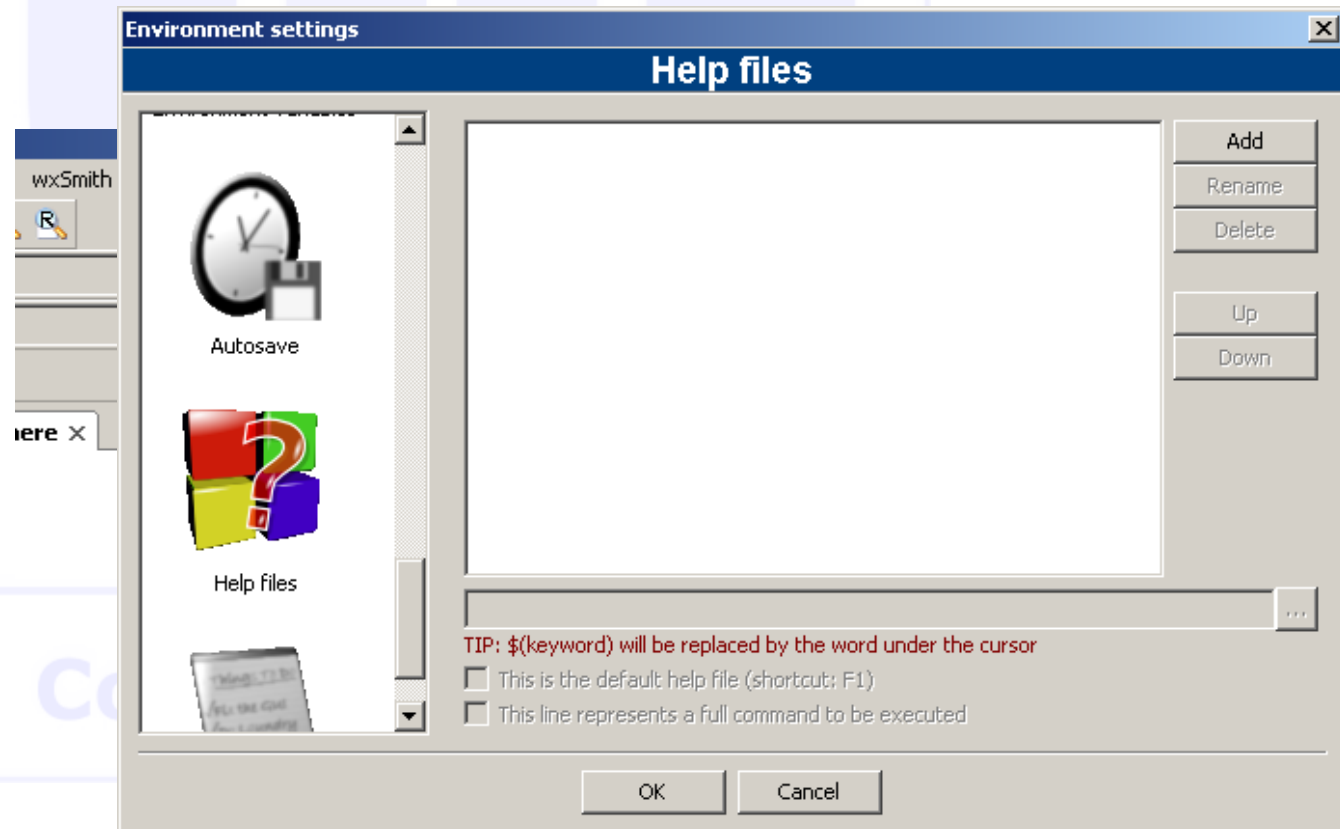 Environment settings
Help files
wxSmith
R
here
Co
Autosave
Help files
Add
Rename
Delete
Up
Down
...
TIP: $(keyword) will be replaced by the word under the cursor
This is the default help file (shortcut: F1)
This line represents a full command to be executed
OK
Cancel